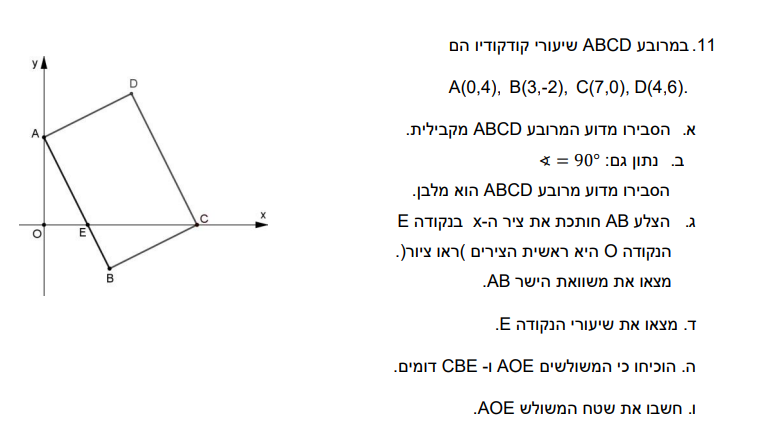 11. במרובע ABCD שיעורי קודקודיו הם
A(0,4), B(3,-2), C(7,0), D(4,6).
א. הסבירו מדוע המרובע ABCD מקבילית.
ב. נתון גם: ∢ = 90°
הסבירו מדוע מרובע ABCD הוא מלבן.
ג. הצלע AB חותכת את ציר ה-x בנקודה E
הנקודה O היא ראשית הצירים )ראו ציור(.
מצאו את משוואת הישר AB.
ד. מצאו את שיעורי הנקודה E.
ה. הוכיחו כי המשולשים AOE ו- CBE דומים.
ו. חשבו את שטח המשולש AOE.
y
D
A
x
C
O
E
B